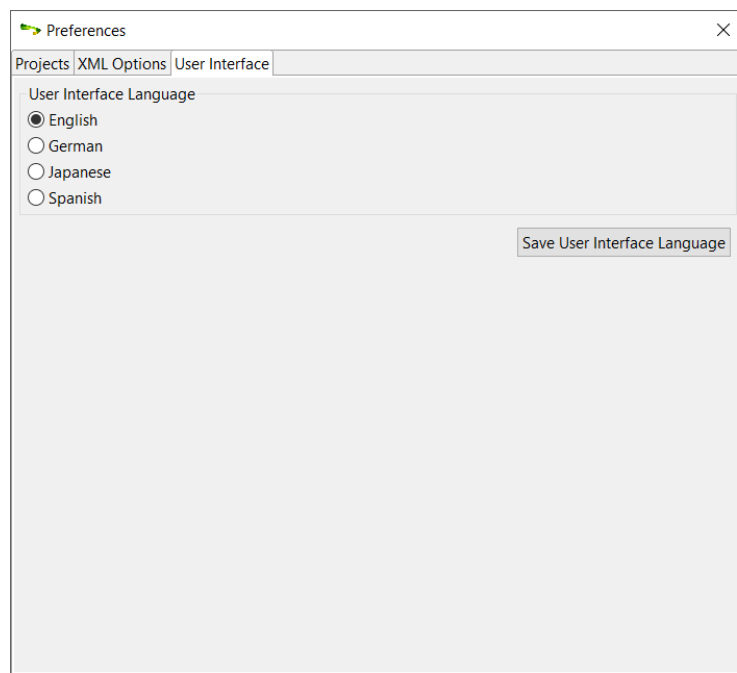 Preferences
Projects XML Options User Interface
User Interface Language
English
German
Japanese
Spanish
Save User Interface Language